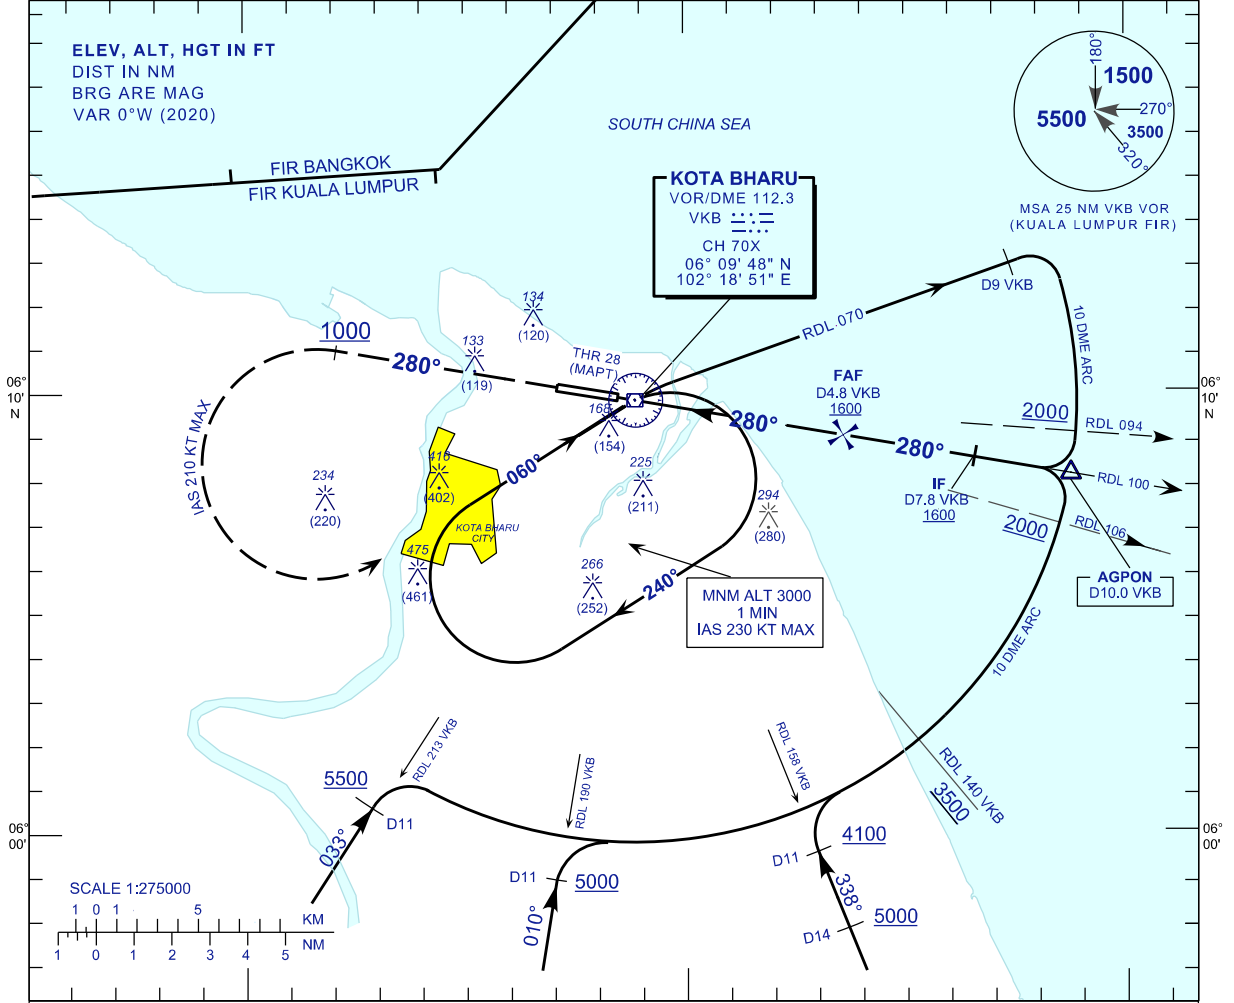 ELEV, ALT, HGT IN FT
DIST IN NM
BRG ARE MAG
VAR 0°W (2020)
SOUTH CHINA SEA
FIR BANGKOK
FIR KUALA LUMPUR
180°
1500
270°
5500
3500
320°
MSA 25 NM VKB VOR
(KUALA LUMPUR FIR)
KOTA BHARU
VOR/DME 112.3
VKB
CH 70X
06° 09' 48" N
102° 18' 51" E
D9 VKB
RDL.070
10 DME ARC
134
(120)
133
(119)
1000
280°
THR 28
(MAPT)
168
(154)
06°
10'
N
06°
10'
N
FAF
D4.8 VKB
1600
280°
280°
2000
RDL 094
RDL 100
IF
D7.8 VKB
1600
2000
RDL 106
AGPON
D10.0 VKB
IAS 210 KT MAX
234
(220)
416
(402)
060°
225
(211)
294
(280)
KOTA BHARU
CITY
475
(461)
266
(252)
240°
MNM ALT 3000
1 MIN
IAS 230 KT MAX
10 DME ARC
RDL 213 VKB
RDL 190 VKB
RDL 158 VKB
RDL 140 VKB
3500
5500
D11
033°
D11
5000
010°
D11
4100
338°
D14
5000
06°
00'
06°
00'
SCALE 1:275000
1 0 1 5 KM
1 0 1 2 3 4 5 NM